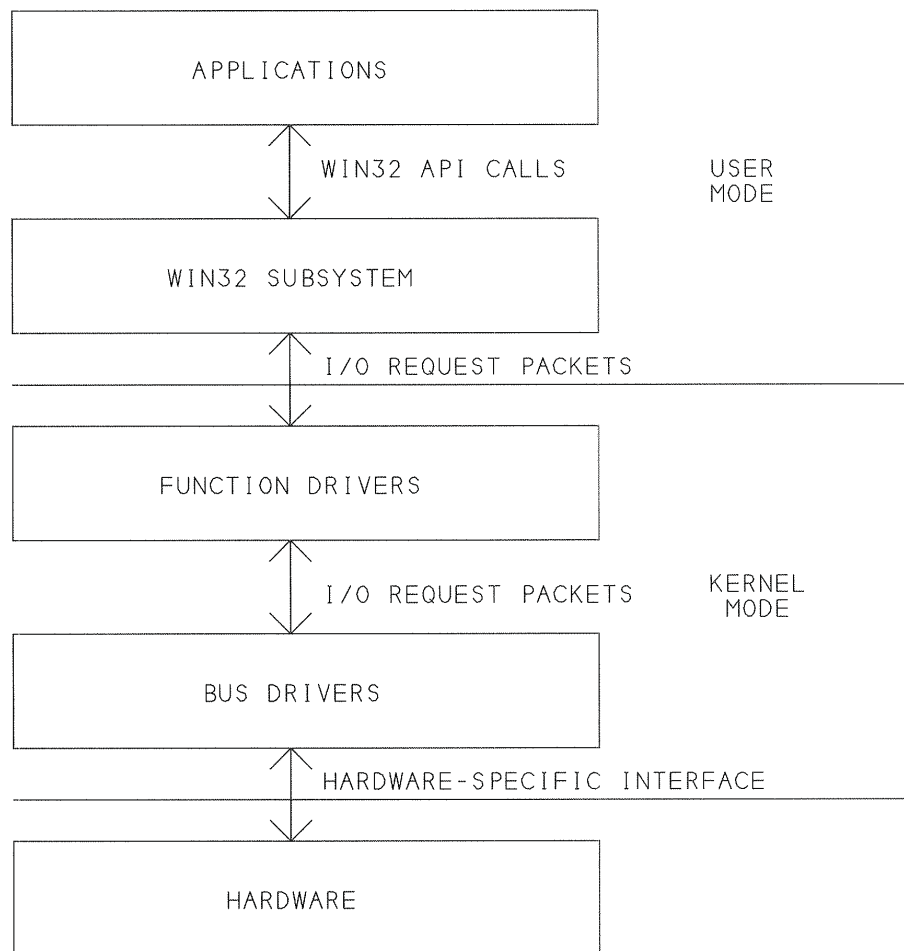 APPLICATIONS
WIN32 API CALLS
USER
MODE
WIN32 SUBSYSTEM
I/O REQUEST PACKETS
FUNCTION DRIVERS
I/O REQUEST PACKETS
KERNEL
MODE
BUS DRIVERS
HARDWARE-SPECIFIC INTERFACE
HARDWARE